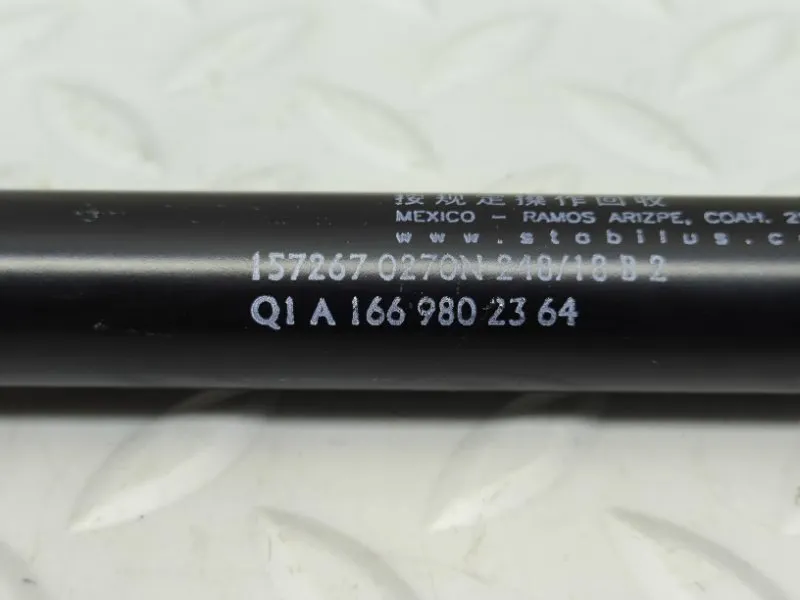 按规定操作回收
MEXICO - RAMOS ARIZPE, COAH.
www.stabilus.c
157267 0270N 248/18 B 2
Q1 A 166 980 23 64